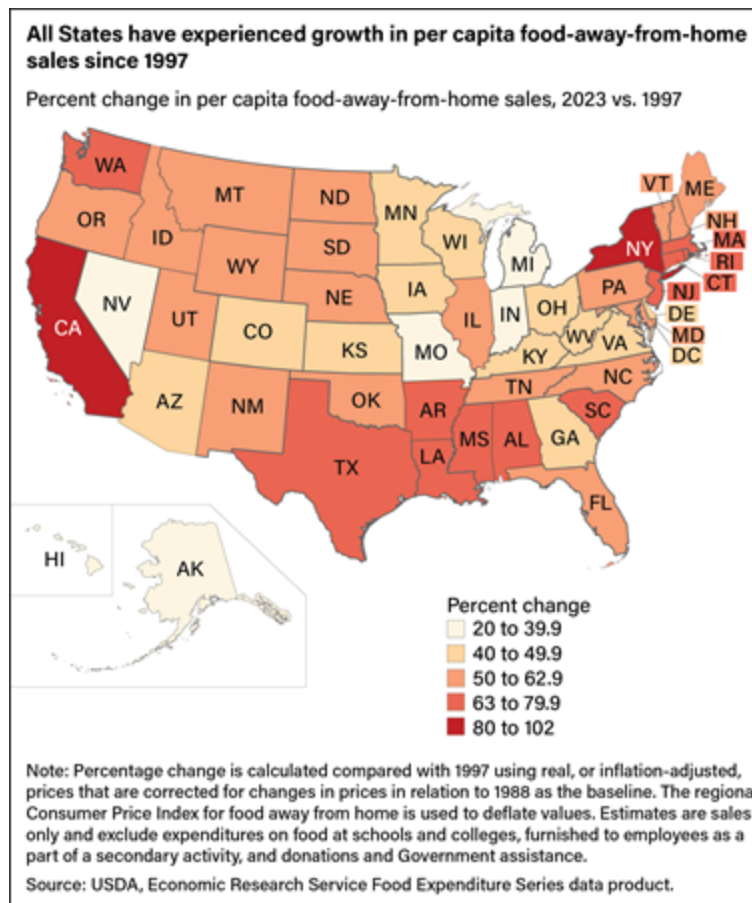 All States have experienced growth in per capita food-away-from-home
sales since 1997
Percent change in per capita food-away-from-home sales, 2023 vs. 1997
WA
MT
ND
MN
VT
ME
OR
ID
SD
WI
MI
NY
NH
MA
RI
CT
WY
NE
IA
PA
NJ
NV
UT
CO
IL
IN
OH
DE
MD
DC
CA
KS
MO
KY
WV
VA
AZ
NM
OK
AR
TN
NC
TX
LA
MS
AL
GA
SC
FL
HI
AK
Percent change
20 to 39.9
40 to 49.9
50 to 62.9
63 to 79.9
80 to 102
Note: Percentage change is calculated compared with 1997 using real, or inflation-adjusted,
prices that are corrected for changes in prices in relation to 1988 as the baseline. The regiona
Consumer Price Index for food away from home is used to deflate values. Estimates are sales
only and exclude expenditures on food at schools and colleges, furnished to employees as a
part of a secondary activity, and donations and Government assistance.
Source: USDA, Economic Research Service Food Expenditure Series data product.